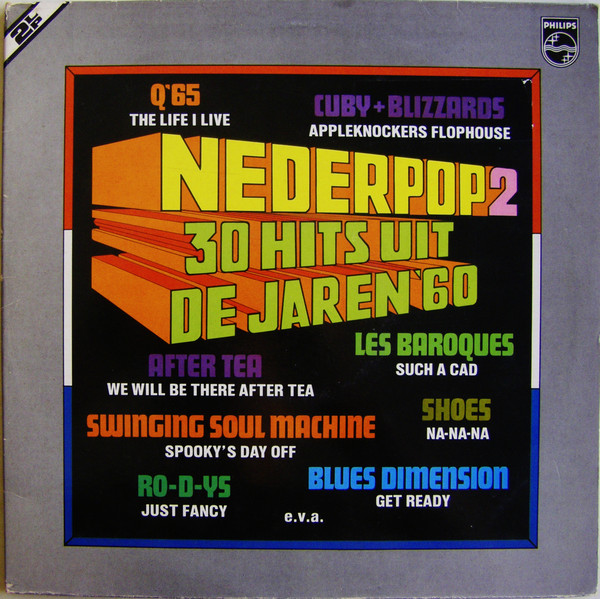 2LP
PHILIPS
Q'65
THE LIFE I LIVE
CUBY + BLIZZARDS
APPLEKNOCKERS FLOPHOUSE
NEDERPOP2
30 HITS UIT
DE JAREN '60
LES BAROQUES
SUCH A CAD
AFTER TEA
WE WILL BE THERE AFTER TEA
SHOES
NA-NA-NA
SWINGING SOUL MACHINE
SPOOKY'S DAY OFF
RO-D-YS
JUST FANCY
BLUES DIMENSION
GET READY
e.v.a.